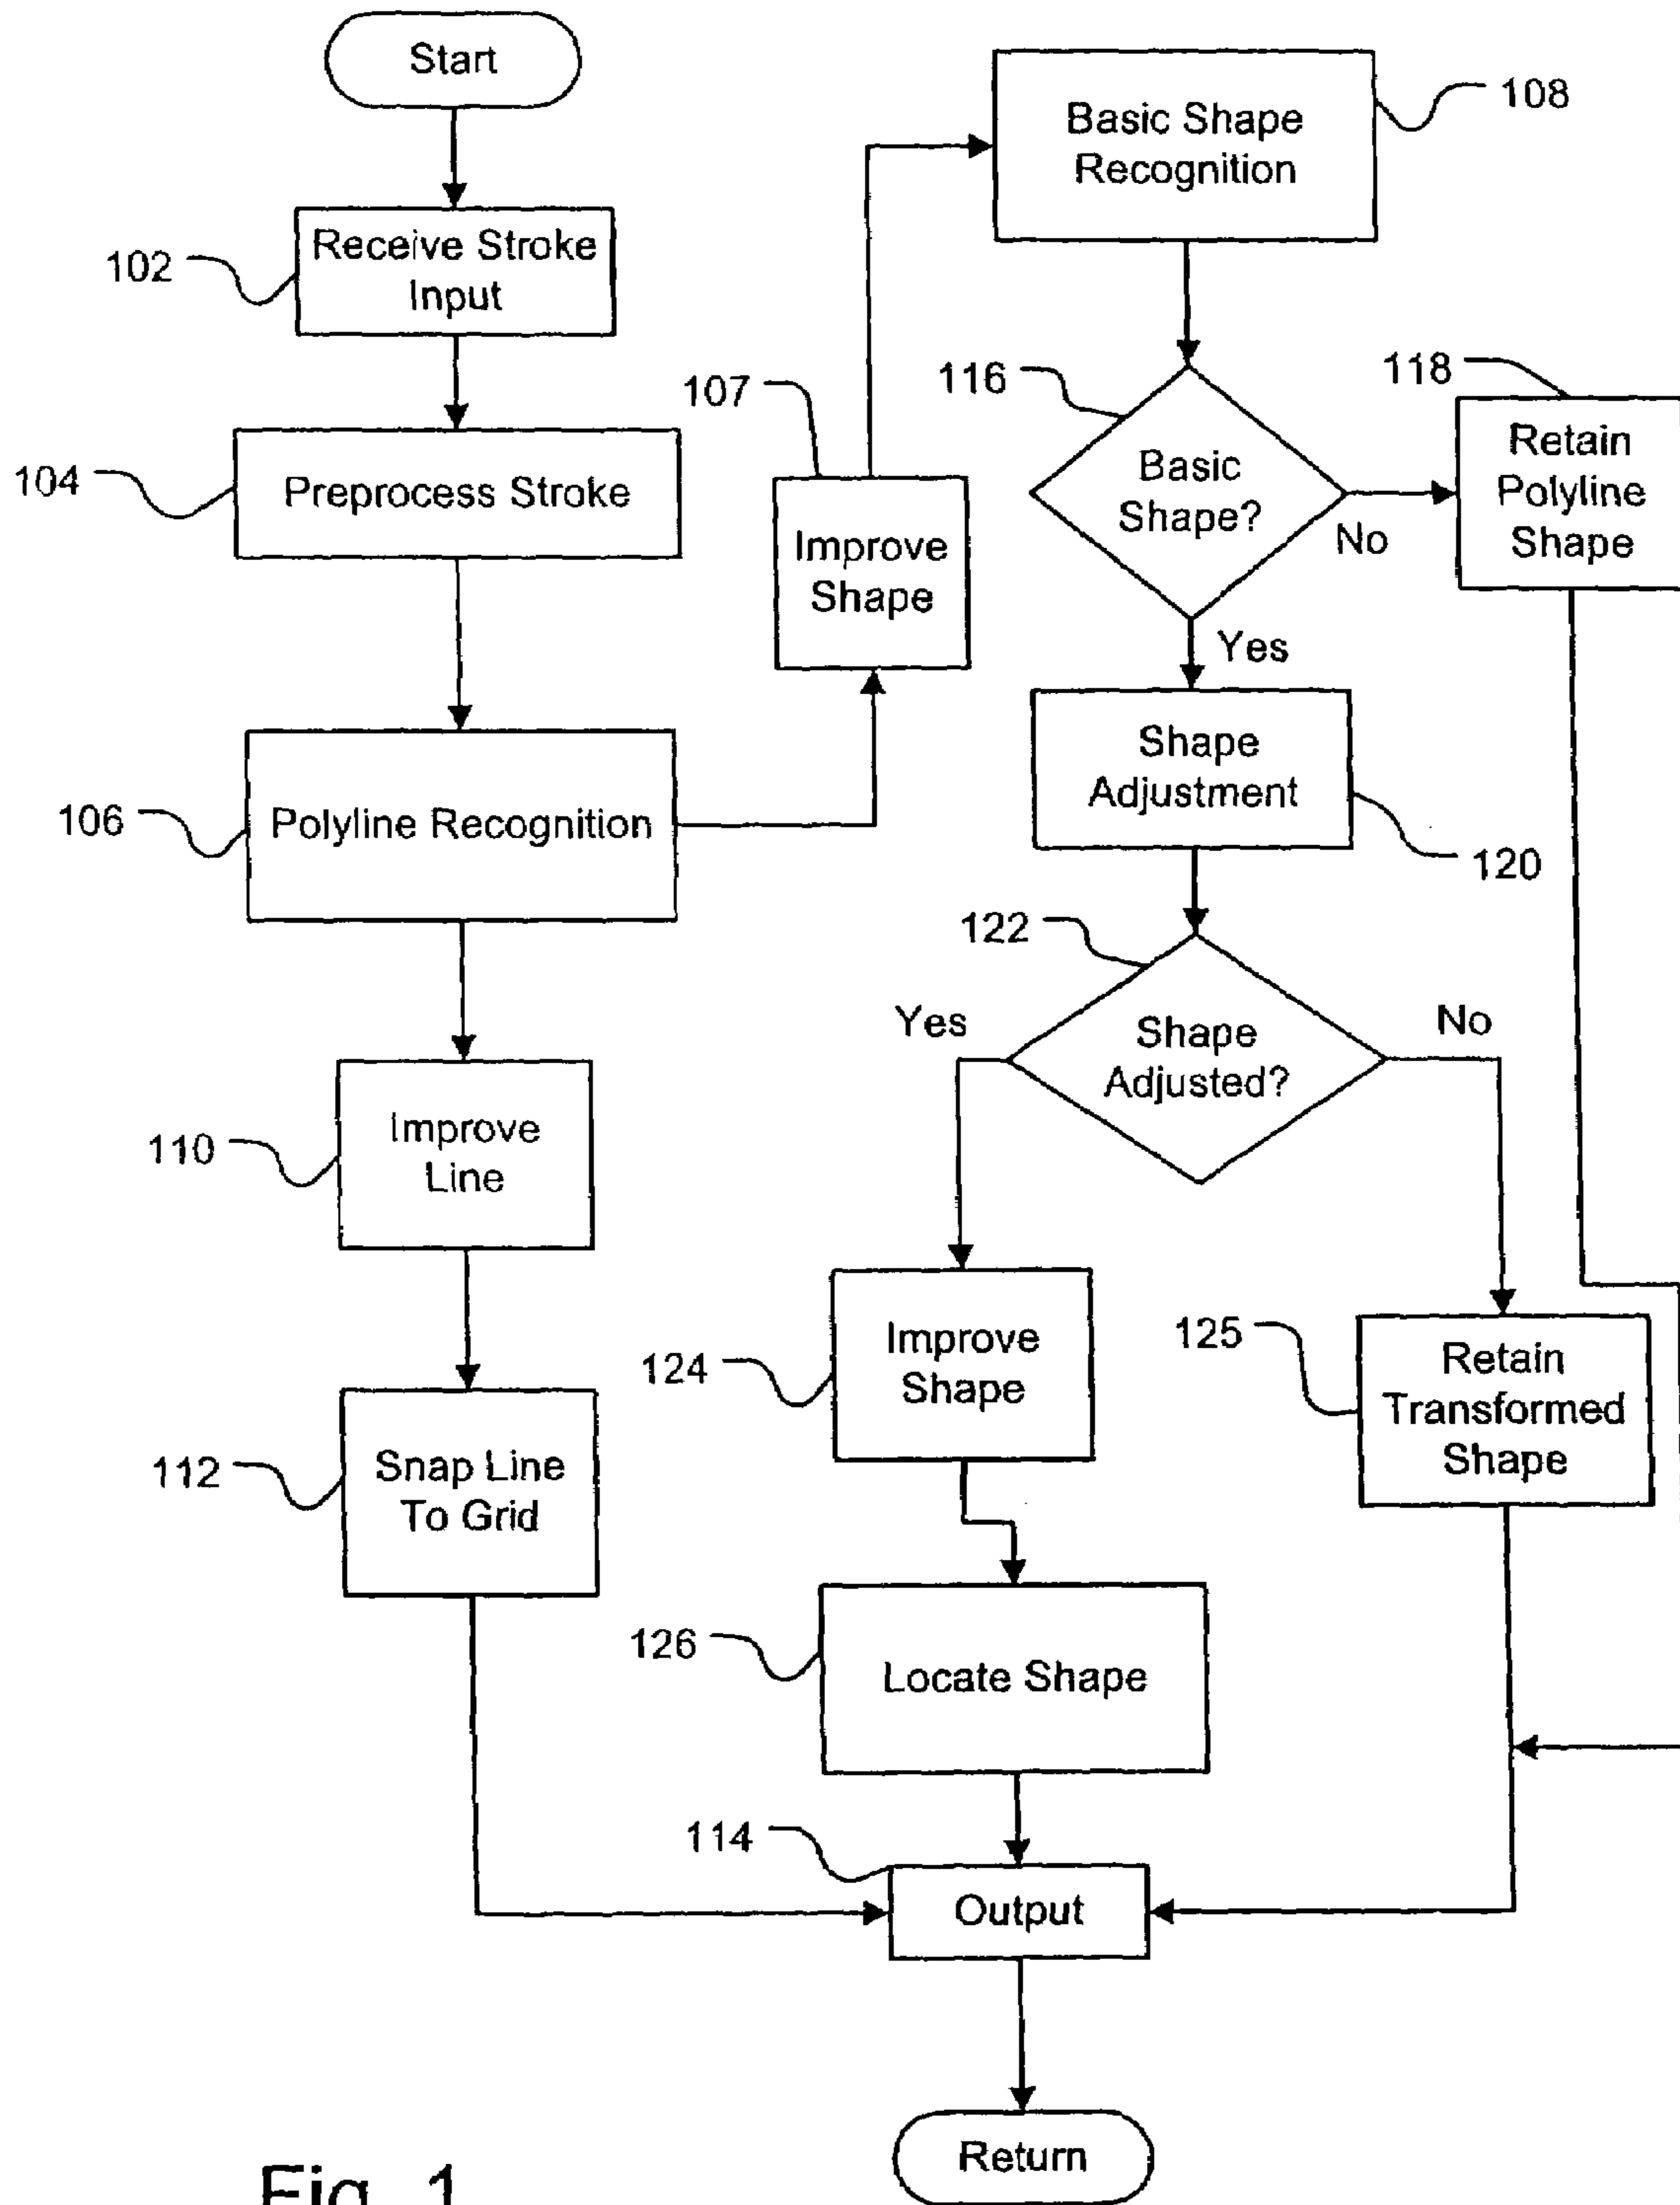 Start
102
Receive Stroke
Input
104
Preprocess Stroke
106
Polyline Recognition
107
Improve
Shape
110
Improve
Line
112
Snap Line
To Grid
108
Basic Shape
Recognition
116
Basic
Shape?
No
Yes
118
Retain
Polyline
Shape
Shape
Adjustment
120
122
Shape
Adjusted?
Yes
No
124
Improve
Shape
125
Retain
Transformed
Shape
126
Locate Shape
114
Output
Return
Fig. 1